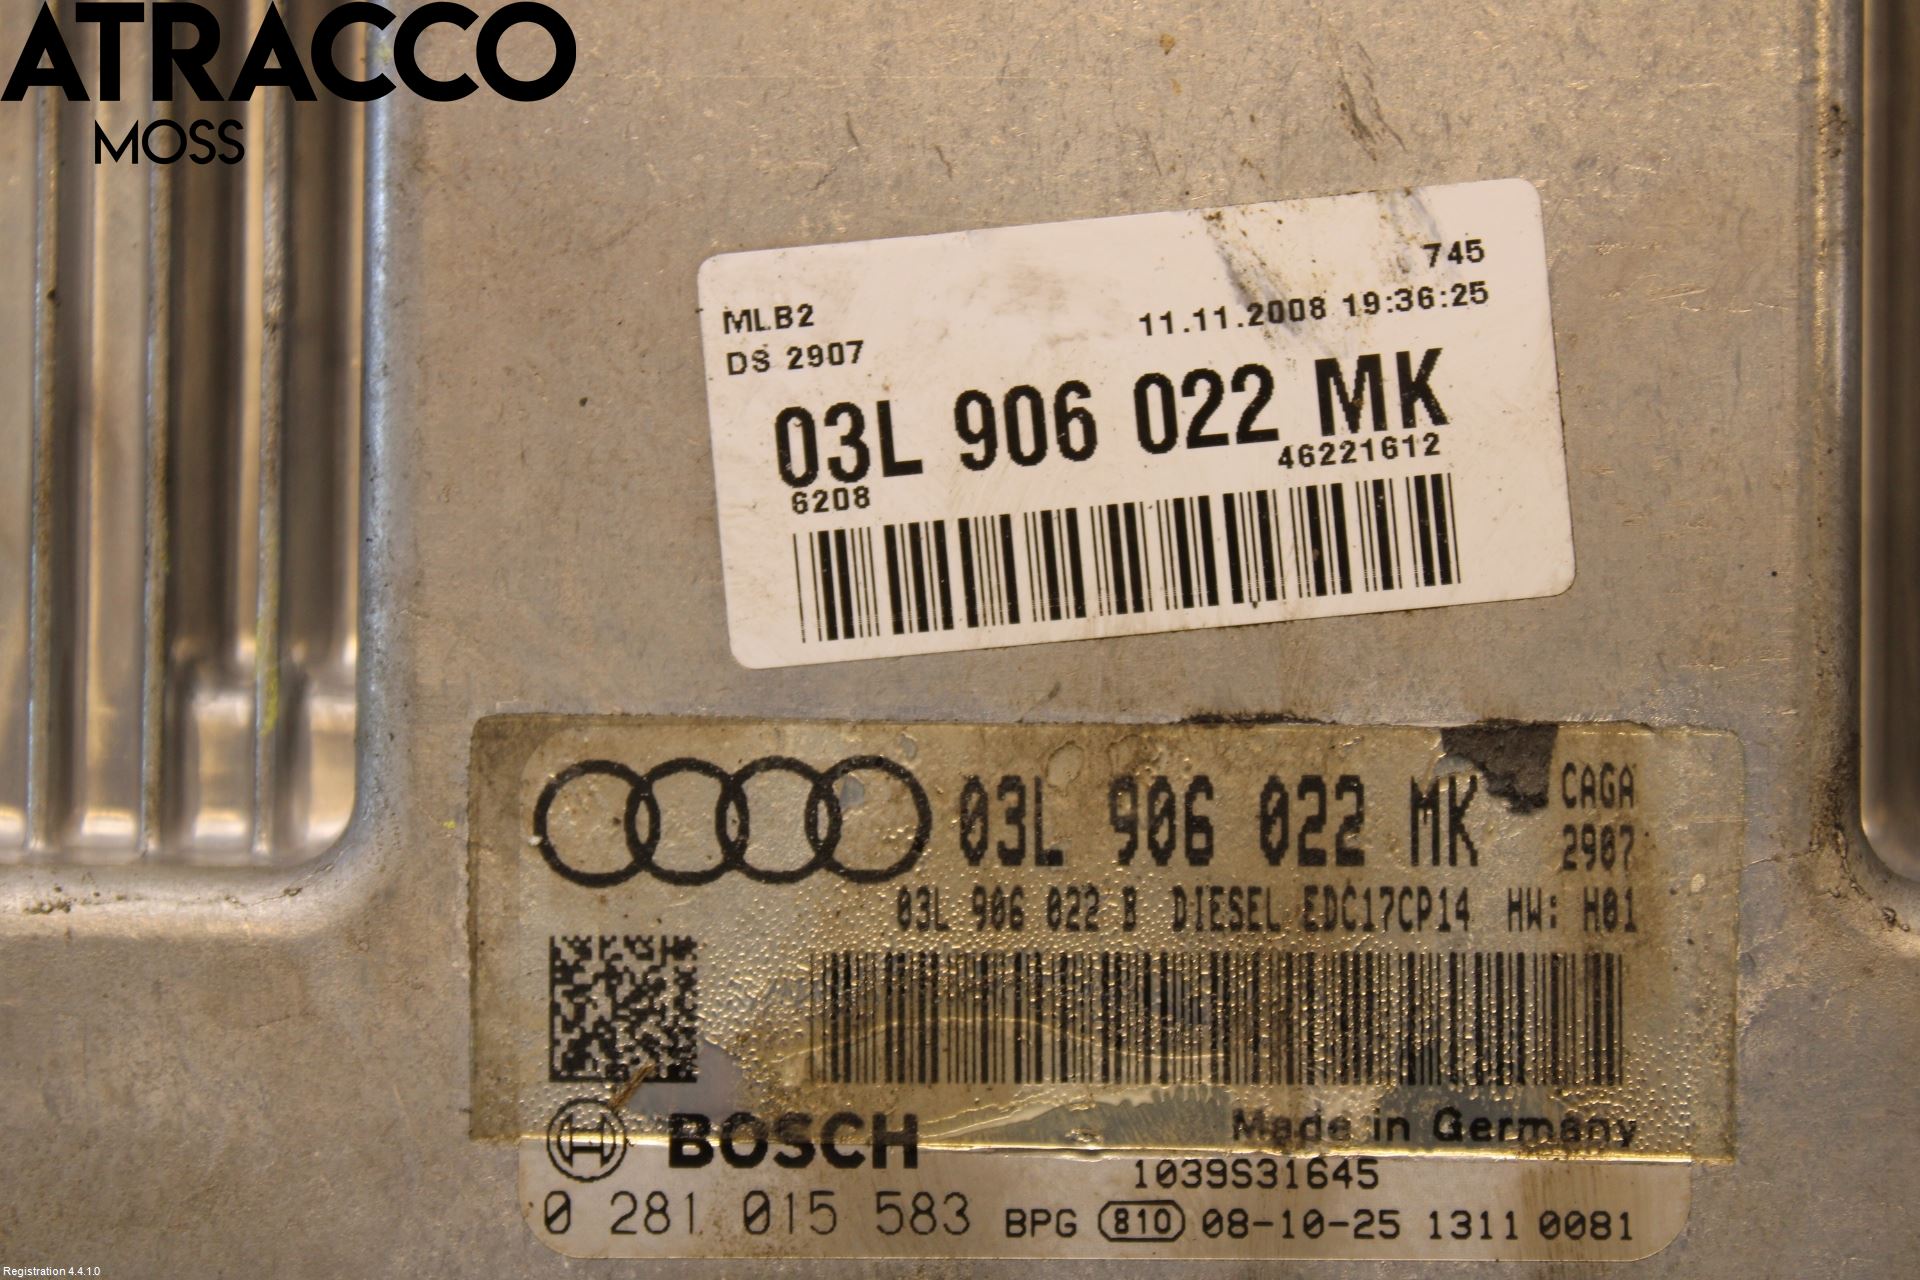 ATRACCO
MOSS
745
MLB2
11.11.2008 19:36:25
DS 2907
03L 906 022 MK
46221612
6208
03L 906 022 MK
CAGA
2907
03L 906 022 B DIESEL EDC17CP14 HW: H01
BOSCH
Made in Germany
1039S31645
0 281 015 583 BPG 810 08-10-25 1311 0081
Registration 4.4.1.0